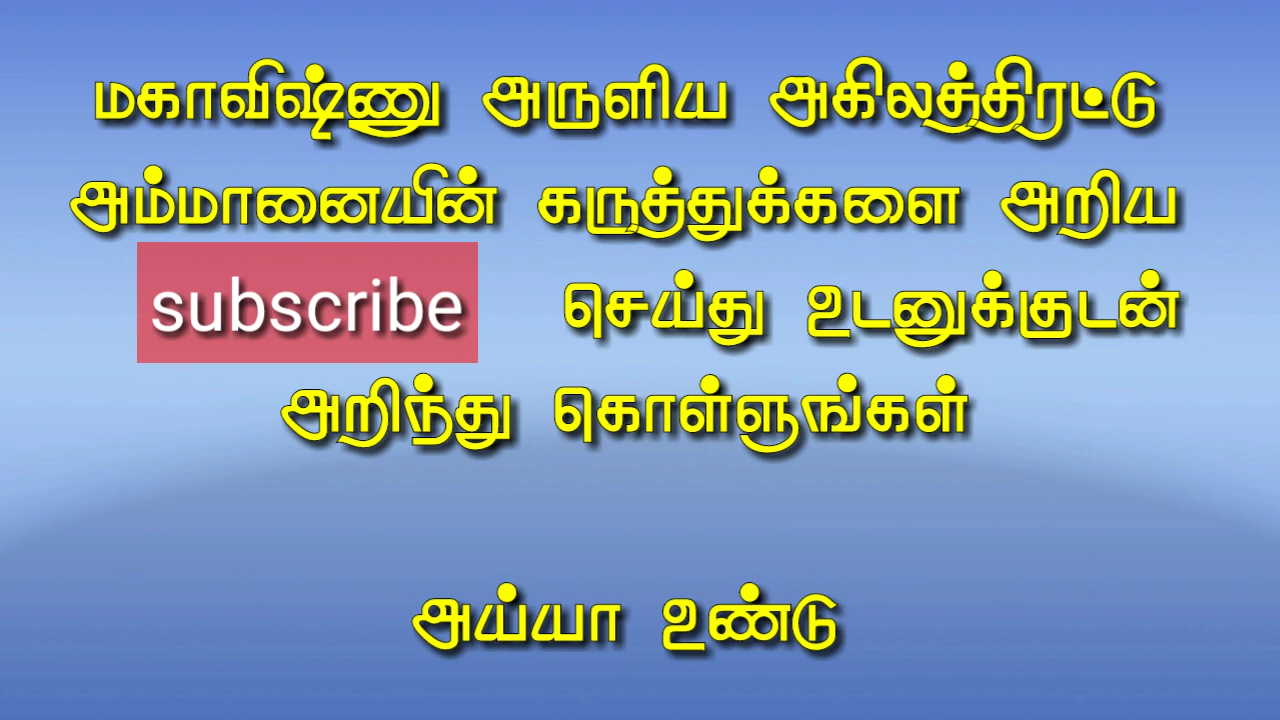 மகாவிஷ்ணு அருளிய அகிலத்திரட்டு
அம்மானையின் கருத்துக்களை அறிய
subscribe செய்து உடனுக்குடன்
அறிந்து கொள்ளுங்கள்
அய்யா உண்டு